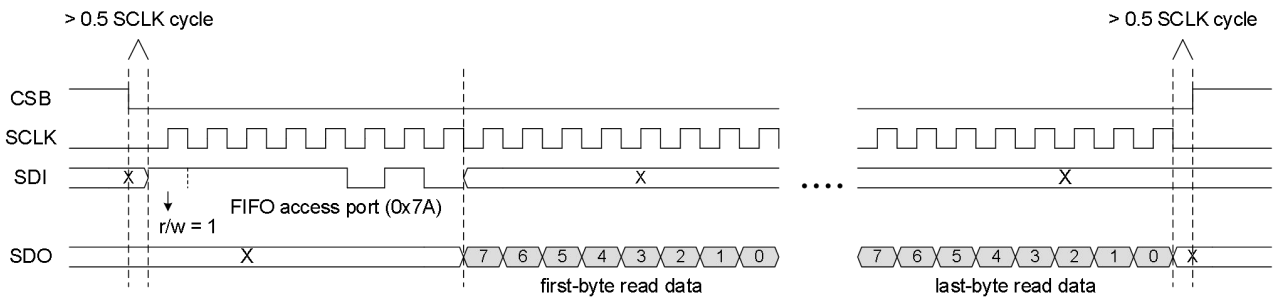 > 0.5 SCLK cycle > 0.5 SCLK cycle
CSB
SCLK
SDI X X .... X
FIFO access port (0x7A)
r/w = 1
SDO X 7 6 5 4 3 2 1 0 7 6 5 4 3 2 1 0 X
first-byte read data last-byte read data